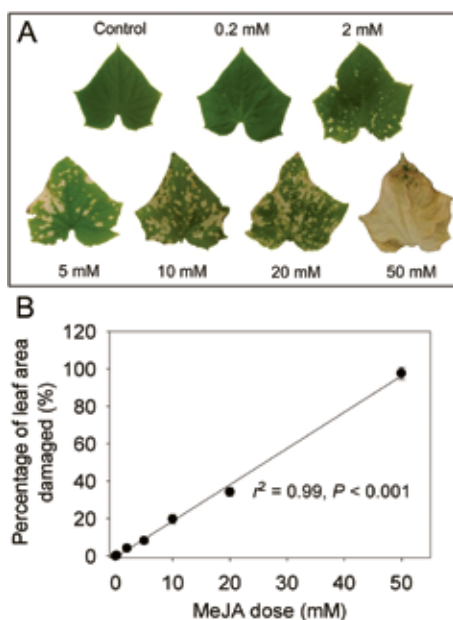 A
Control 0.2 mM 2 mM
5 mM 10 mM 20 mM 50 mM
B
Percentage of leaf area
damaged (%)
120
100
80
60
40
20
0
r² = 0.99, P < 0.001
0 10 20 30 40 50
MeJA dose (mM)